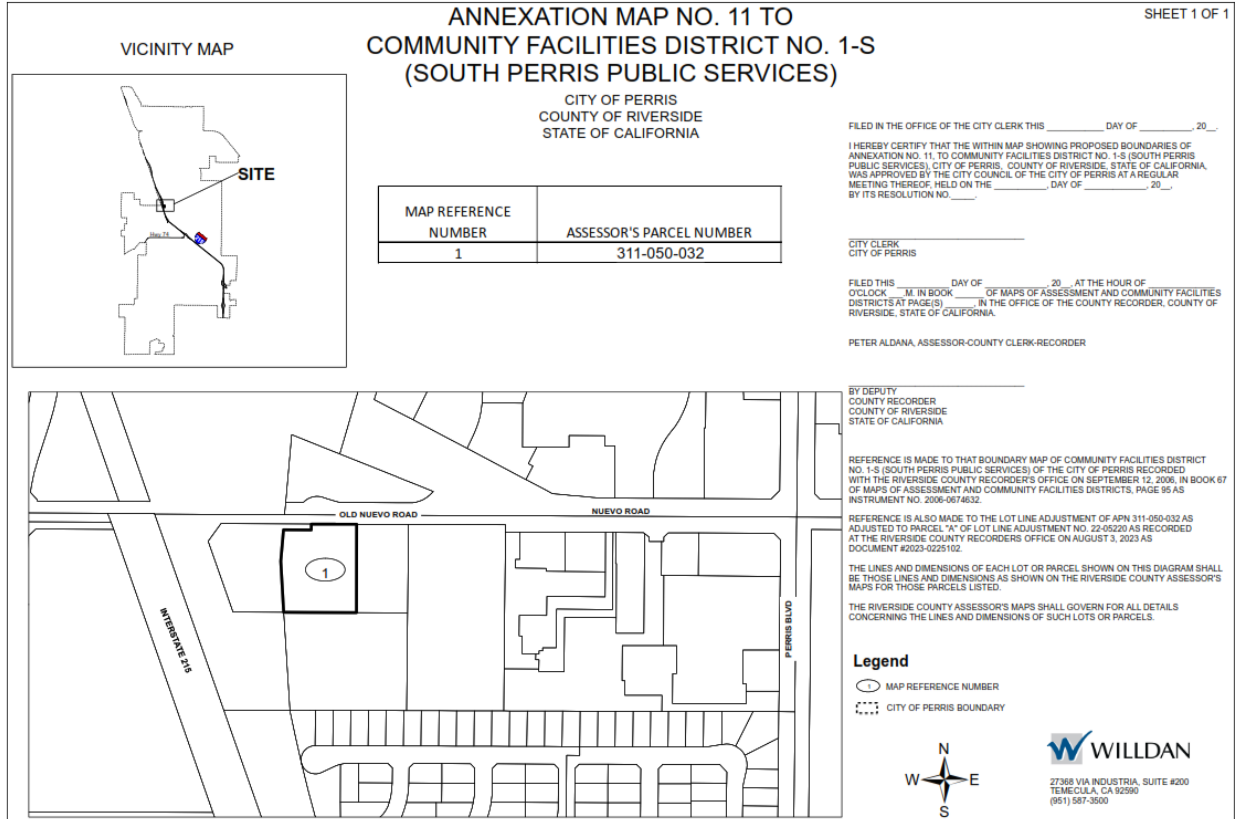 ANNEXATION MAP NO. 11 TO
COMMUNITY FACILITIES DISTRICT NO. 1-S
(SOUTH PERRIS PUBLIC SERVICES)
SHEET 1 OF 1
CITY OF PERRIS
COUNTY OF RIVERSIDE
STATE OF CALIFORNIA
VICINITY MAP
SITE
Hwy 74
MAP REFERENCE
NUMBER
ASSESSOR'S PARCEL NUMBER
1
311-050-032
FILED IN THE OFFICE OF THE CITY CLERK THIS ___________ DAY OF __________, 20__.
I HEREBY CERTIFY THAT THE WITHIN MAP SHOWING PROPOSED BOUNDARIES OF
ANNEXATION NO. 11, TO COMMUNITY FACILITIES DISTRICT NO. 1-S (SOUTH PERRIS
PUBLIC SERVICES), CITY OF PERRIS, COUNTY OF RIVERSIDE, STATE OF CALIFORNIA,
WAS APPROVED BY THE CITY COUNCIL OF THE CITY OF PERRIS AT A REGULAR
MEETING THEREOF, HELD ON THE __________, DAY OF ____________, 20__,
BY ITS RESOLUTION NO._____.
CITY CLERK
CITY OF PERRIS
FILED THIS __________ DAY OF ____________, 20__, AT THE HOUR OF _____________
O'CLOCK ___.M. IN BOOK ______ OF MAPS OF ASSESSMENT AND COMMUNITY FACILITIES
DISTRICTS AT PAGE(S) ______, IN THE OFFICE OF THE COUNTY RECORDER, COUNTY OF
RIVERSIDE, STATE OF CALIFORNIA.
PETER ALDANA, ASSESSOR-COUNTY CLERK-RECORDER
BY DEPUTY
COUNTY RECORDER
COUNTY OF RIVERSIDE
STATE OF CALIFORNIA
REFERENCE IS MADE TO THAT BOUNDARY MAP OF COMMUNITY FACILITIES DISTRICT
NO. 1-S (SOUTH PERRIS PUBLIC SERVICES) OF THE CITY OF PERRIS RECORDED
WITH THE RIVERSIDE COUNTY RECORDER'S OFFICE ON SEPTEMBER 12, 2006, IN BOOK 67
OF MAPS OF ASSESSMENT AND COMMUNITY FACILITIES DISTRICTS, PAGE 95 AS
INSTRUMENT NO. 2006-0674632.
REFERENCE IS ALSO MADE TO THE LOT LINE ADJUSTMENT OF APN 311-050-032 AS
ADJUSTED TO PARCEL "A" OF LOT LINE ADJUSTMENT NO. 22-05220 AS RECORDED
AT THE RIVERSIDE COUNTY RECORDERS OFFICE ON AUGUST 3, 2023 AS
DOCUMENT #2023-0225102.
THE LINES AND DIMENSIONS OF EACH LOT OR PARCEL SHOWN ON THIS DIAGRAM SHALL
BE THOSE LINES AND DIMENSIONS AS SHOWN ON THE RIVERSIDE COUNTY ASSESSOR'S
MAPS FOR THOSE PARCELS LISTED.
THE RIVERSIDE COUNTY ASSESSOR'S MAPS SHALL GOVERN FOR ALL DETAILS
CONCERNING THE LINES AND DIMENSIONS OF SUCH LOTS OR PARCELS.
OLD NUEVO ROAD
NUEVO ROAD
1
INTERSTATE 215
PERRIS BLVD
Legend
1
MAP REFERENCE NUMBER
CITY OF PERRIS BOUNDARY
N
W
E
S
WILLDAN
27368 VIA INDUSTRIA, SUITE #200
TEMECULA, CA 92590
(951) 587-3500